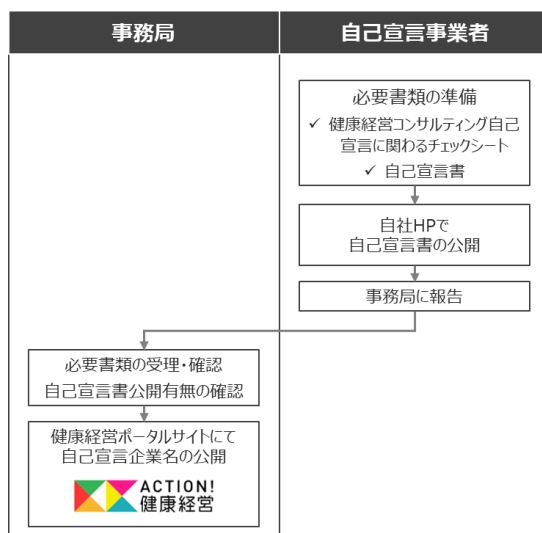 事務局
自己宣言事業者
必要書類の準備
✓ 健康経営コンサルティング自己
宣言に関わるチェックシート
✓ 自己宣言書
自社HPで
自己宣言書の公開
事務局に報告
必要書類の受理・確認
自己宣言書公開有無の確認
健康経営ポータルサイトにて
自己宣言企業名の公開
ACTION!
健康経営